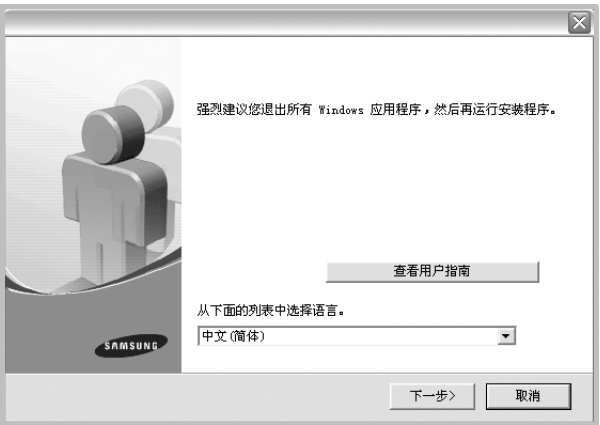 强烈建议您退出所有 Windows 应用程序，然后再运行安装程序。
查看用户指南
从下面的列表中选择语言。
中文(简体)
SAMSUNG
下一步>
取消